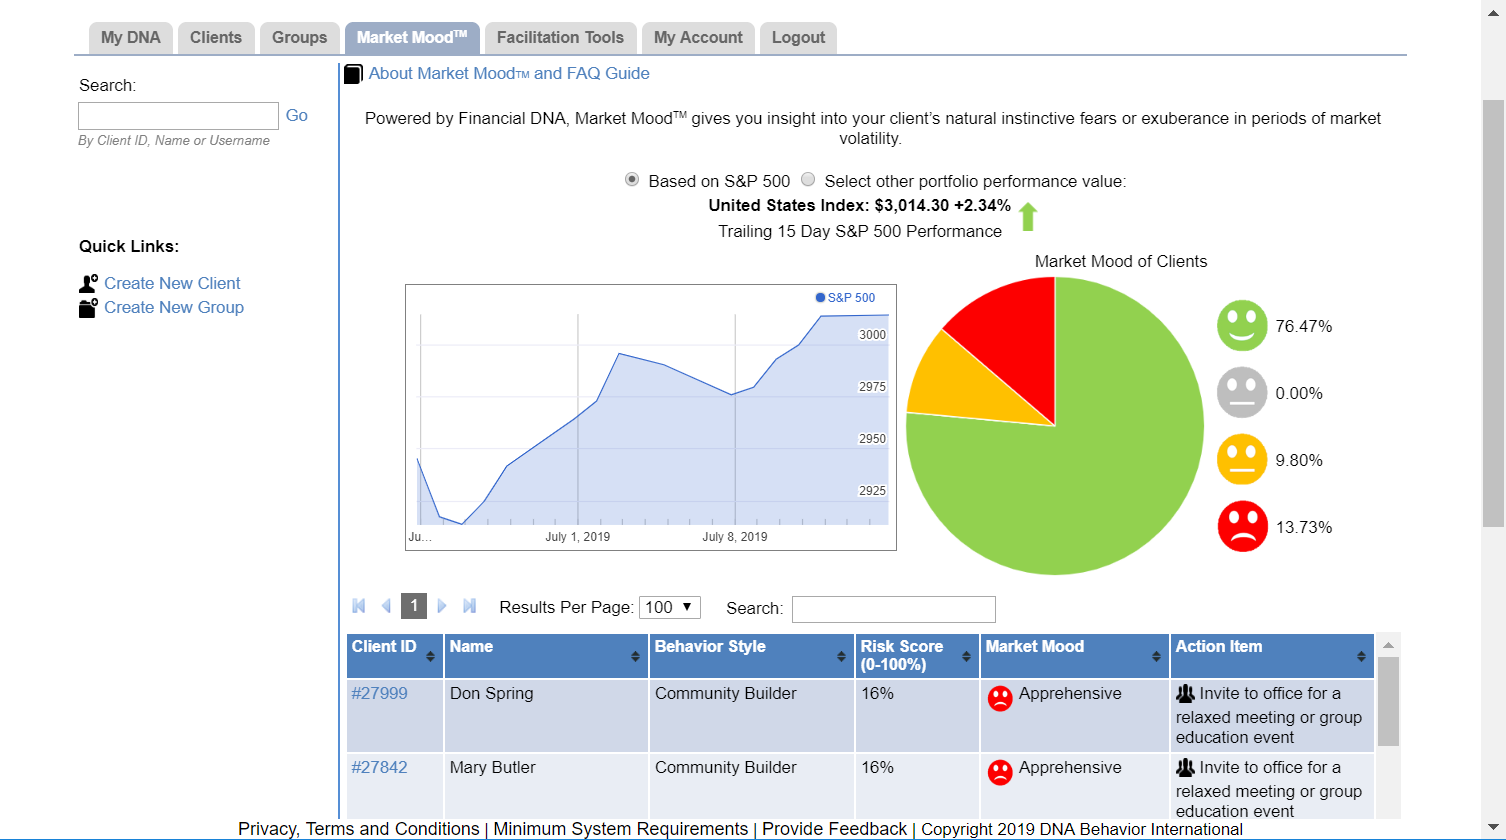 My DNA Clients Groups Market Mood™ Facilitation Tools My Account Logout
Search:
Go
By Client ID, Name or Username
Quick Links:
Create New Client
Create New Group
About Market Mood™ and FAQ Guide
Powered by Financial DNA, Market Mood™ gives you insight into your client's natural instinctive fears or exuberance in periods of market
volatility.
Based on S&P 500 Select other portfolio performance value:
United States Index: $3,014.30 +2.34%
Trailing 15 Day S&P 500 Performance
S&P 500
3000
2975
2950
2925
Ju... July 1, 2019 July 8, 2019
Market Mood of Clients
76.47%
0.00%
9.80%
13.73%
1 Results Per Page: 100 Search:
Client ID Name Behavior Style Risk Score (0-100%) Market Mood Action Item
#27999 Don Spring Community Builder 16% Apprehensive Invite to office for a
relaxed meeting or group
education event
#27842 Mary Butler Community Builder 16% Apprehensive Invite to office for a
relaxed meeting or group
education event
Privacy, Terms and Conditions | Minimum System Requirements | Provide Feedback | Copyright 2019 DNA Behavior International